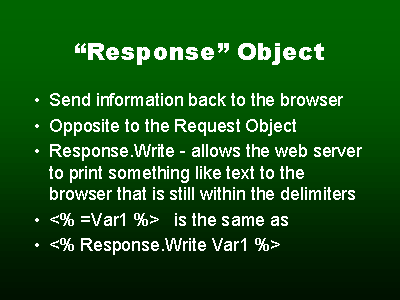 “Response” Object
• Send information back to the browser
• Opposite to the Request Object
• Response.Write - allows the web server
to print something like text to the
browser that is still within the delimiters
• <% =Var1 %>   is the same as
• <% Response.Write Var1 %>